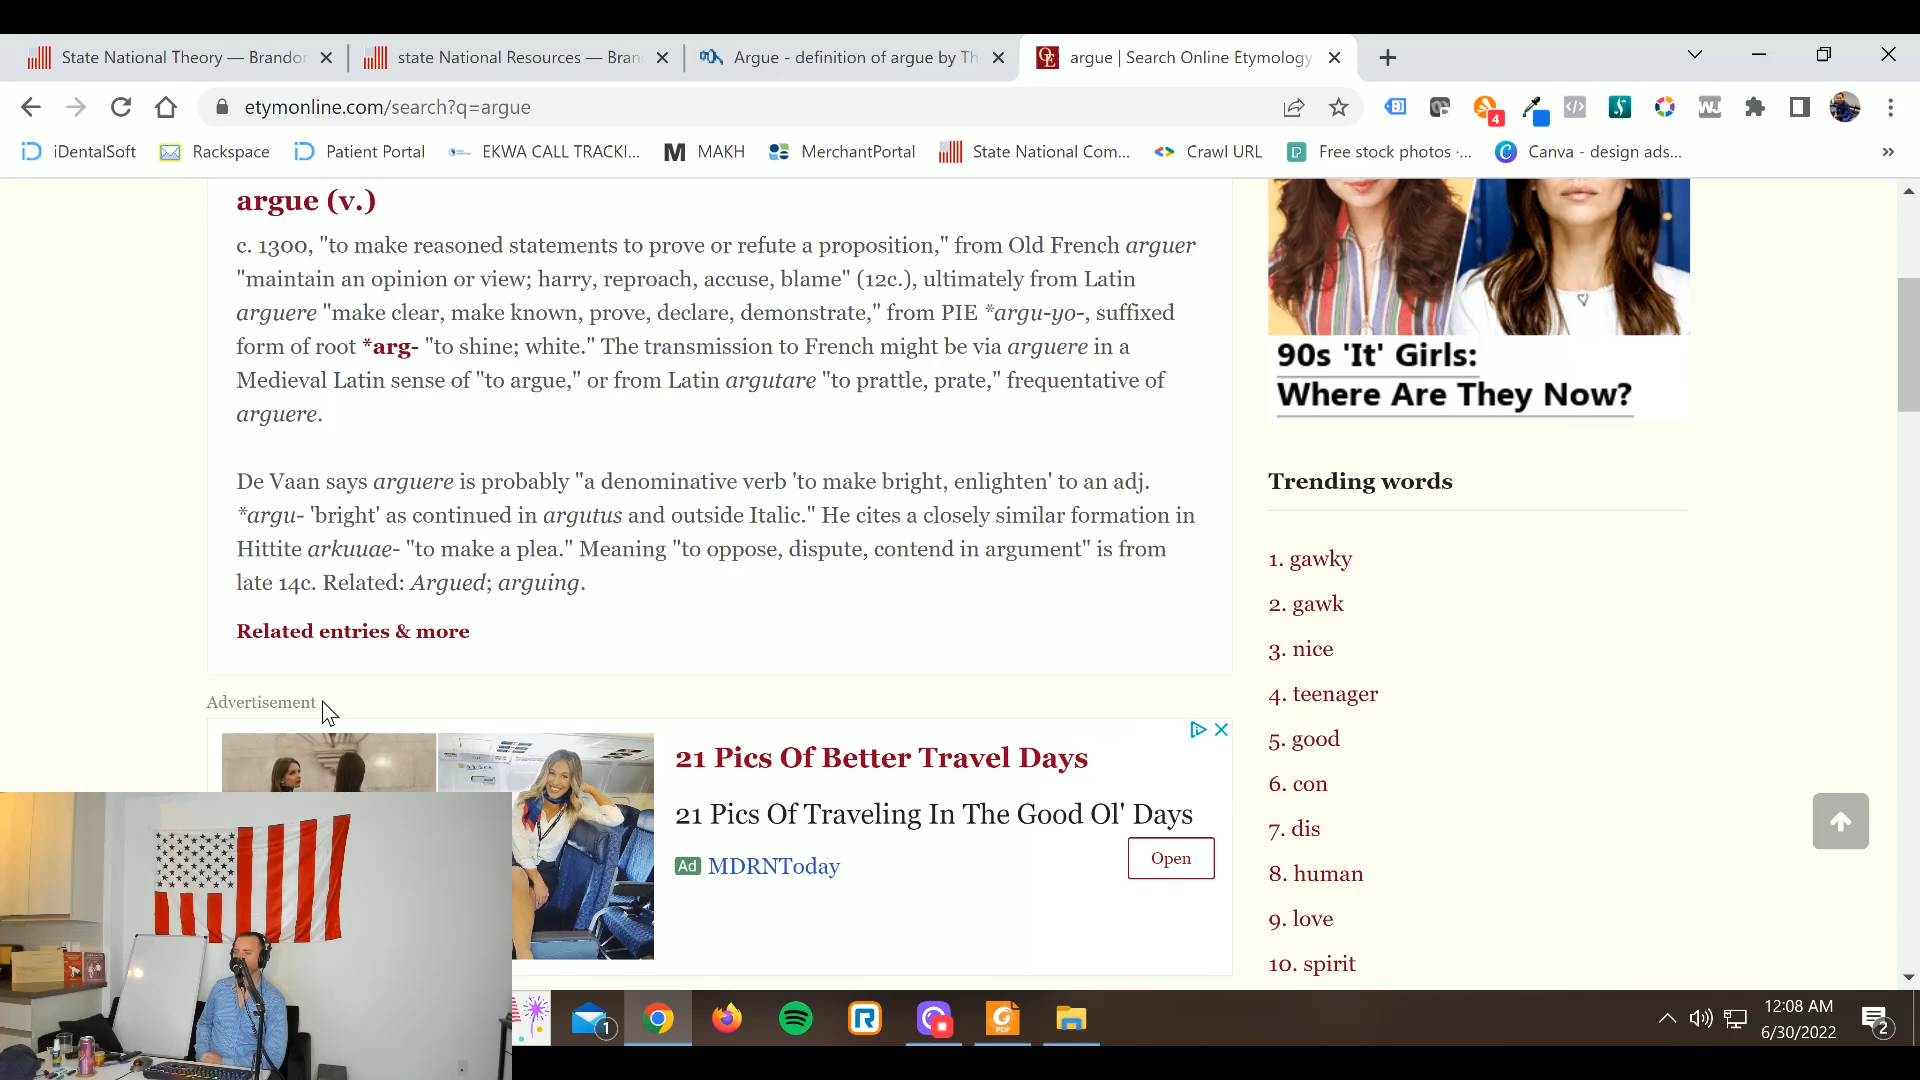 State National Theory — Brandor
state National Resources — Bran
Argue - definition of argue by Th
argue | Search Online Etymology
etymonline.com/search?q=argue
4
iDentalSoft
Rackspace
Patient Portal
EKWA CALL TRACKI...
MAKH
MerchantPortal
State National Com...
Crawl URL
Free stock photos ·...
Canva - design ads...
argue (v.)
c. 1300, "to make reasoned statements to prove or refute a proposition," from Old French arguer
"maintain an opinion or view; harry, reproach, accuse, blame" (12c.), ultimately from Latin
arguere "make clear, make known, prove, declare, demonstrate," from PIE *argu-yo-, suffixed
form of root *arg- "to shine; white." The transmission to French might be via arguere in a
Medieval Latin sense of "to argue," or from Latin argutare "to prattle, prate," frequentative of
arguere.
De Vaan says arguere is probably "a denominative verb 'to make bright, enlighten' to an adj.
*argu- 'bright' as continued in argutus and outside Italic." He cites a closely similar formation in
Hittite arkuuae- "to make a plea." Meaning "to oppose, dispute, contend in argument" is from
late 14c. Related: Argued; arguing.
Related entries & more
Advertisement
21 Pics Of Better Travel Days
21 Pics Of Traveling In The Good Ol' Days
Ad MDRNToday
Open
90s 'It' Girls:
Where Are They Now?
Trending words
1. gawky
2. gawk
3. nice
4. teenager
5. good
6. con
7. dis
8. human
9. love
10. spirit
1
12:08 AM
6/30/2022
2